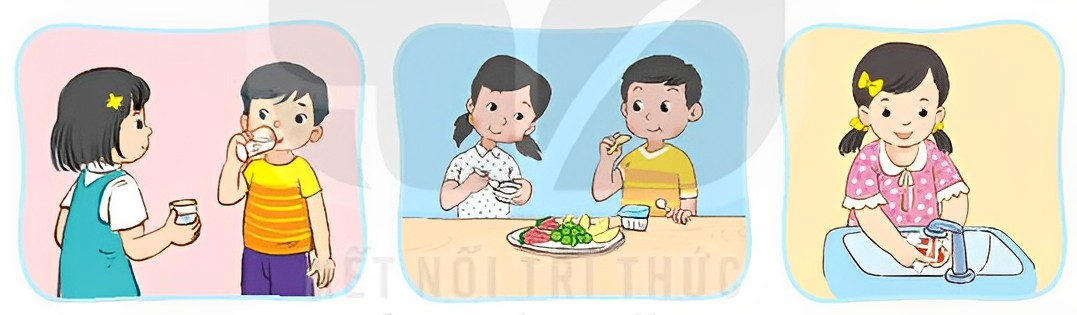 KẾT NỐI TRI THỨC